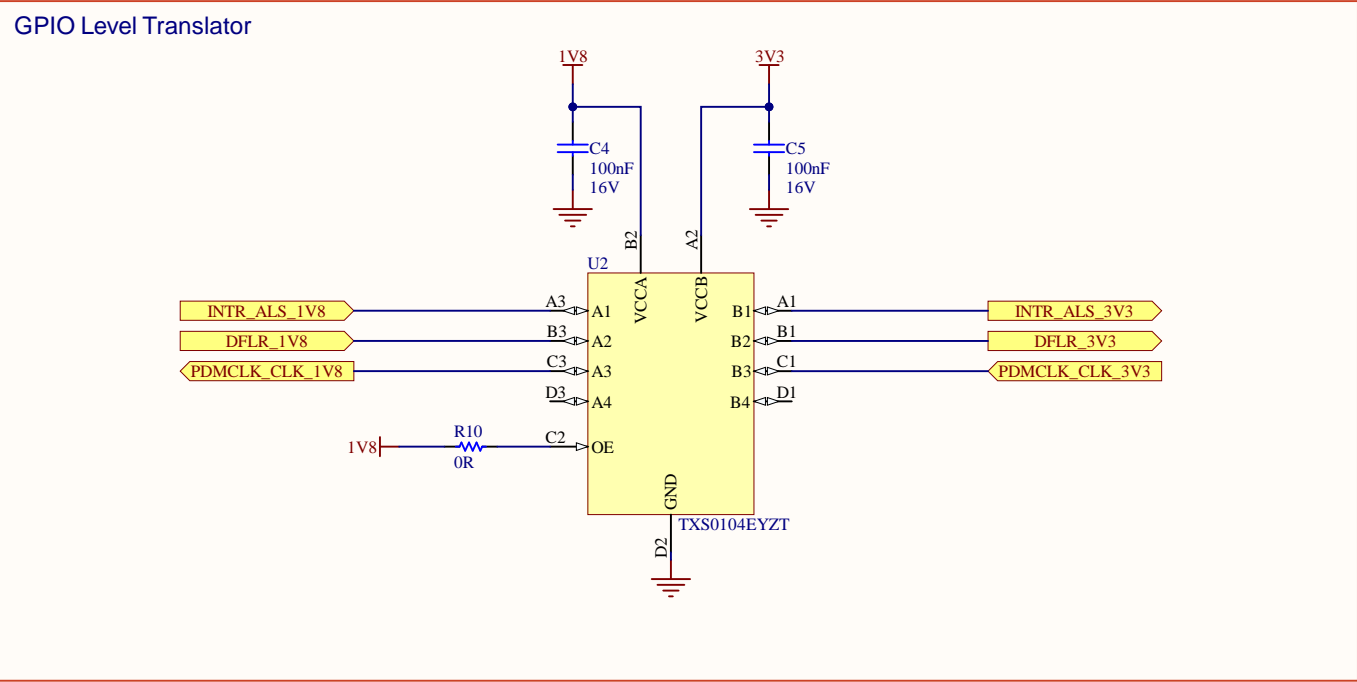 GPIO Level Translator
1V8
3V3
C4
100nF
16V
C5
100nF
16V
B2
A2
U2
VCCA
VCCB
INTR_ALS_1V8
A3
A1
B1
A1
INTR_ALS_3V3
DFLR_1V8
B3
A2
B2
B1
DFLR_3V3
PDMCLK_CLK_1V8
C3
A3
B3
C1
PDMCLK_CLK_3V3
D3
A4
B4
D1
1V8
R10
0R
C2
OE
GND
TXS0104EYZT
D2